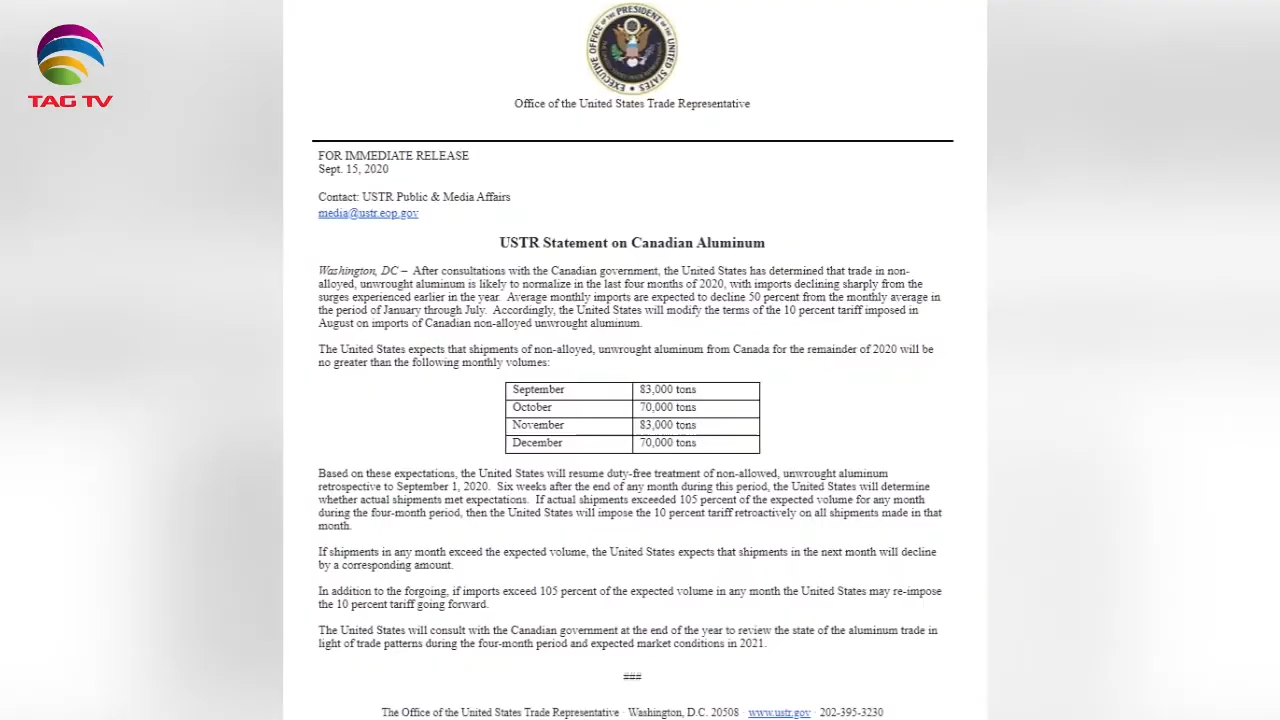 TAG TV
EXECUTIVE OFFICE OF THE PRESIDENT OF THE UNITED STATES
Office of the United States Trade Representative
FOR IMMEDIATE RELEASE
Sept. 15, 2020
Contact: USTR Public & Media Affairs
media@ustr.eop.gov
USTR Statement on Canadian Aluminum
Washington, DC – After consultations with the Canadian government, the United States has determined that trade in non-
alloyed, unwrought aluminum is likely to normalize in the last four months of 2020, with imports declining sharply from the
surges experienced earlier in the year. Average monthly imports are expected to decline 50 percent from the monthly average in
the period of January through July. Accordingly, the United States will modify the terms of the 10 percent tariff imposed in
August on imports of Canadian non-alloyed unwrought aluminum.
The United States expects that shipments of non-alloyed, unwrought aluminum from Canada for the remainder of 2020 will be
no greater than the following monthly volumes:
September 83,000 tons
October 70,000 tons
November 83,000 tons
December 70,000 tons
Based on these expectations, the United States will resume duty-free treatment of non-allowed, unwrought aluminum
retrospective to September 1, 2020. Six weeks after the end of any month during this period, the United States will determine
whether actual shipments met expectations. If actual shipments exceeded 105 percent of the expected volume for any month
during the four-month period, then the United States will impose the 10 percent tariff retroactively on all shipments made in that
month.
If shipments in any month exceed the expected volume, the United States expects that shipments in the next month will decline
by a corresponding amount.
In addition to the forgoing, if imports exceed 105 percent of the expected volume in any month the United States may re-impose
the 10 percent tariff going forward.
The United States will consult with the Canadian government at the end of the year to review the state of the aluminum trade in
light of trade patterns during the four-month period and expected market conditions in 2021.
###
The Office of the United States Trade Representative · Washington, D.C. 20508 · www.ustr.gov · 202-395-3230